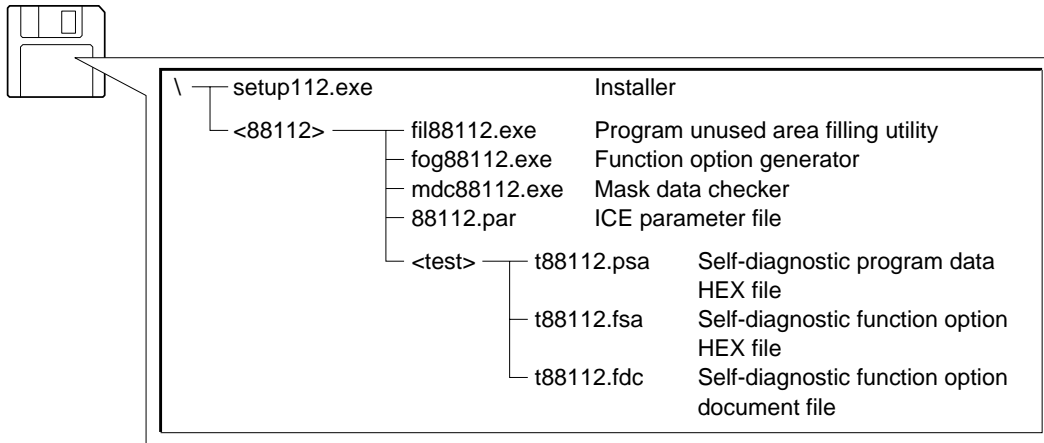 \ setup112.exe Installer
<88112> fil88112.exe Program unused area filling utility
fog88112.exe Function option generator
mdc88112.exe Mask data checker
88112.par ICE parameter file
<test> t88112.psa Self-diagnostic program data
HEX file
t88112.fsa Self-diagnostic function option
HEX file
t88112.fdc Self-diagnostic function option
document file